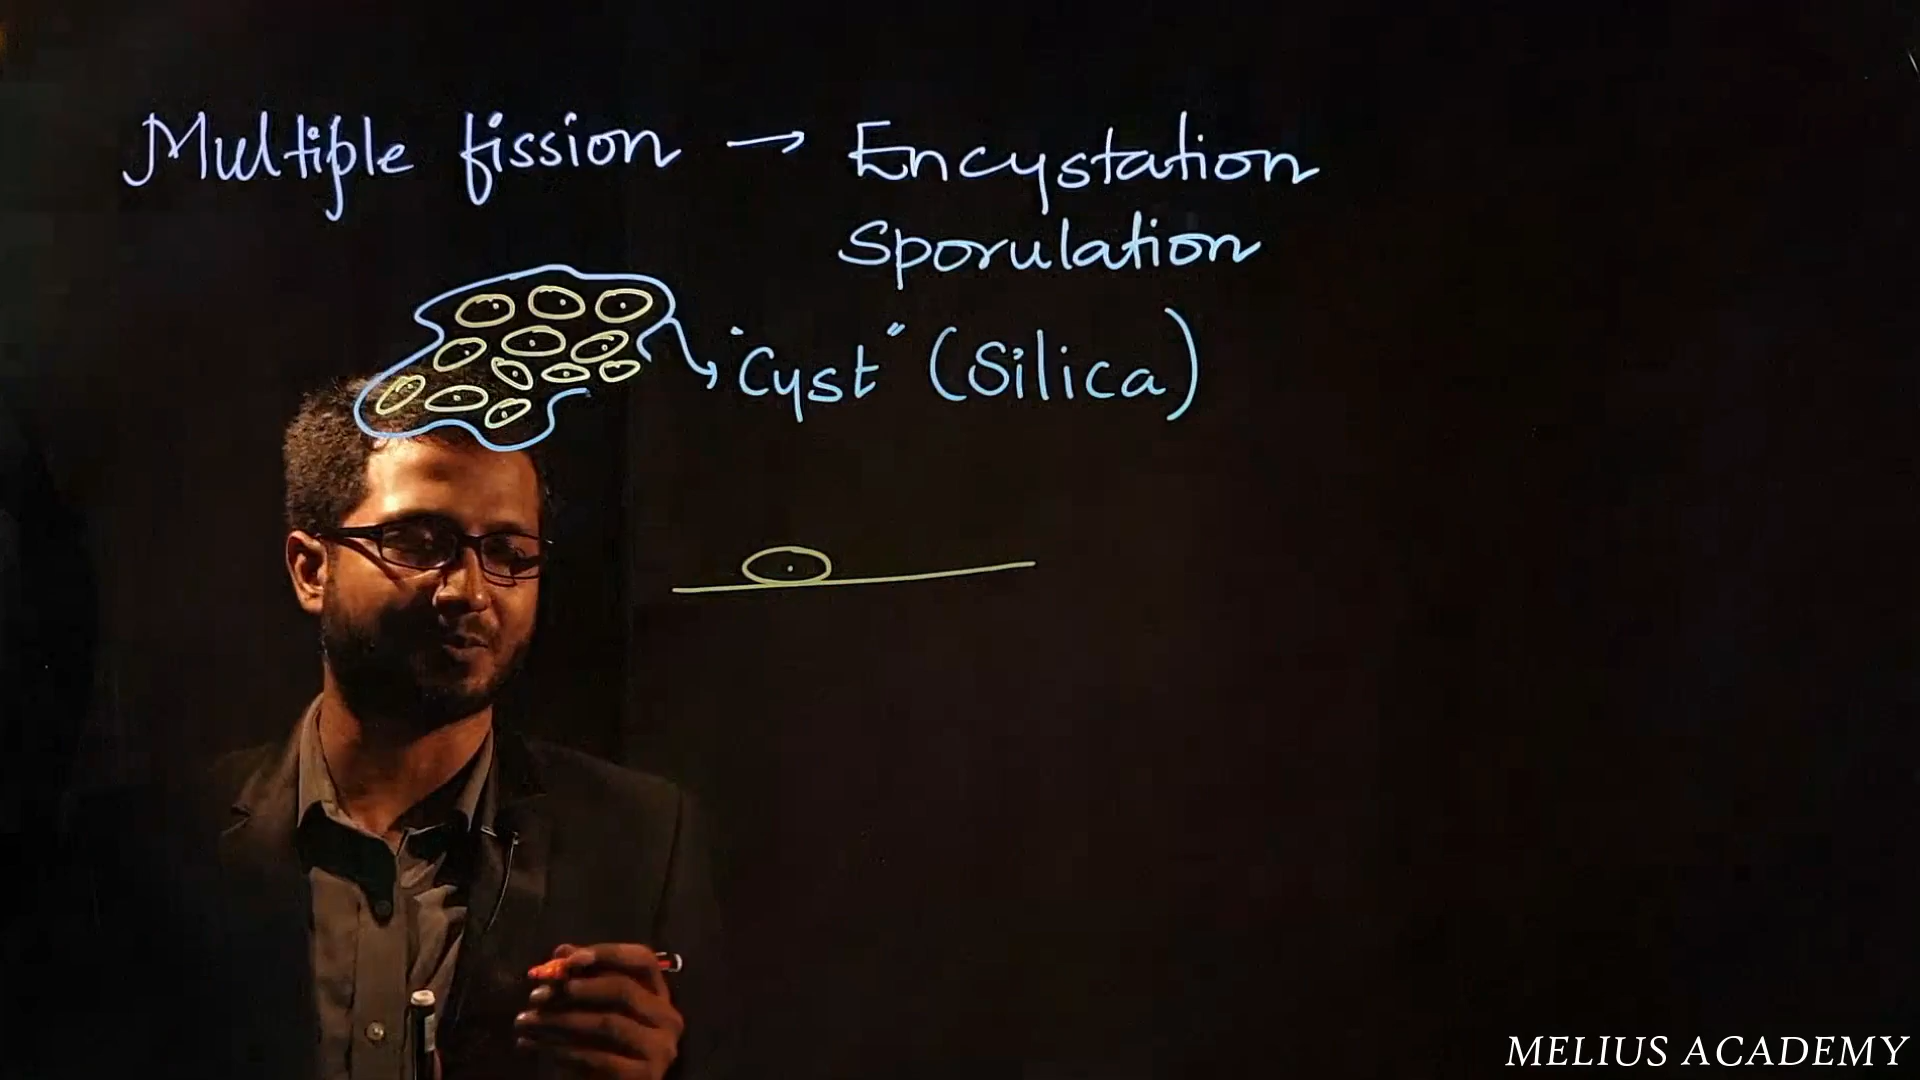 Multiple fission → Encystation
Sporulation
"Cyst" (Silica)
MELIUS ACADEMY